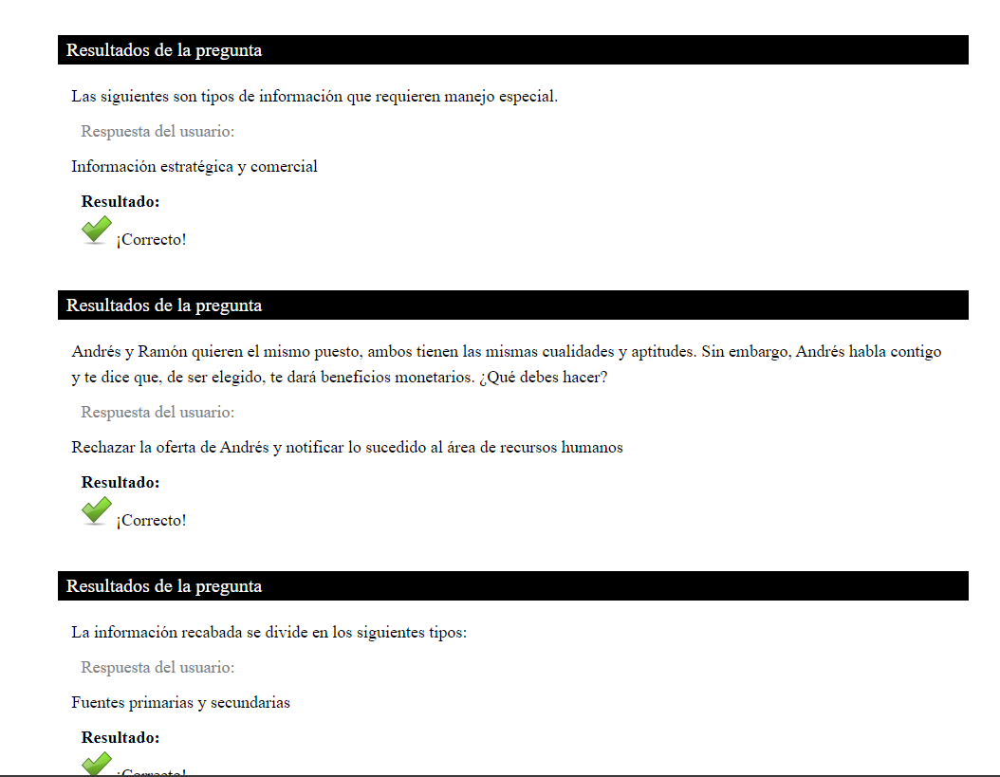 Resultados de la pregunta
Las siguientes son tipos de información que requieren manejo especial.
Respuesta del usuario:
Información estratégica y comercial
Resultado:
¡Correcto!
Resultados de la pregunta
Andrés y Ramón quieren el mismo puesto, ambos tienen las mismas cualidades y aptitudes. Sin embargo, Andrés habla contigo
y te dice que, de ser elegido, te dará beneficios monetarios. ¿Qué debes hacer?
Respuesta del usuario:
Rechazar la oferta de Andrés y notificar lo sucedido al área de recursos humanos
Resultado:
¡Correcto!
Resultados de la pregunta
La información recabada se divide en los siguientes tipos:
Respuesta del usuario:
Fuentes primarias y secundarias
Resultado:
¡Correcto!